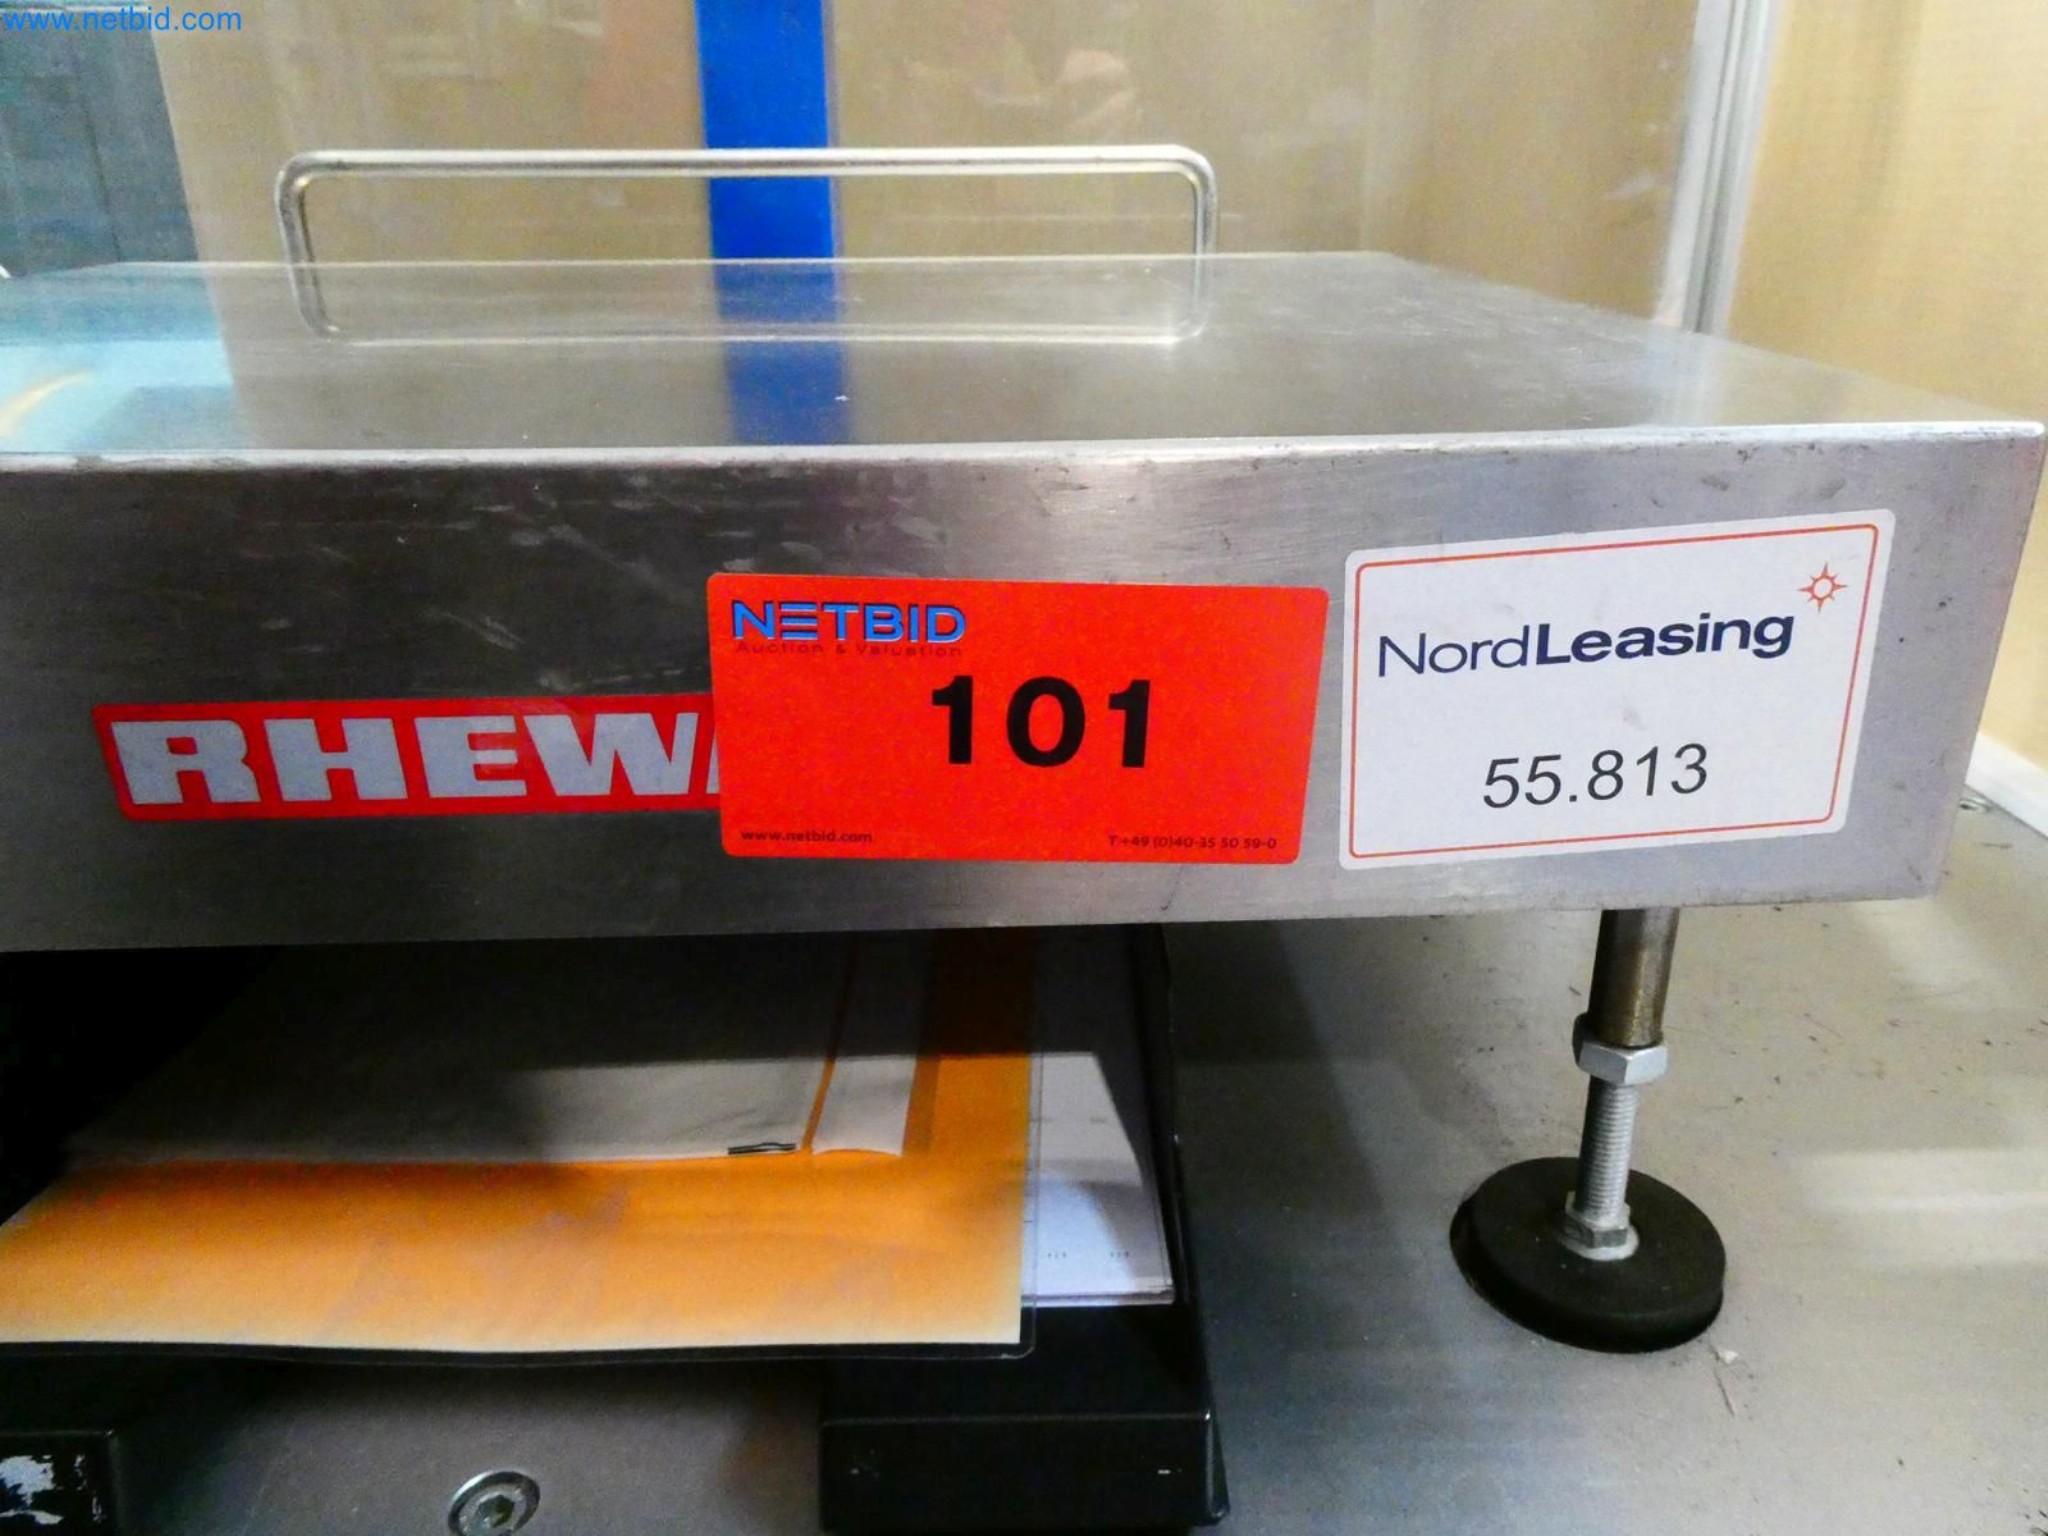 www.netbid.com
NETBID
Auction & Valuation
101
www.netbid.com
T +49 (0)40-35 50 59-0
RHEW
NordLeasing
55.813